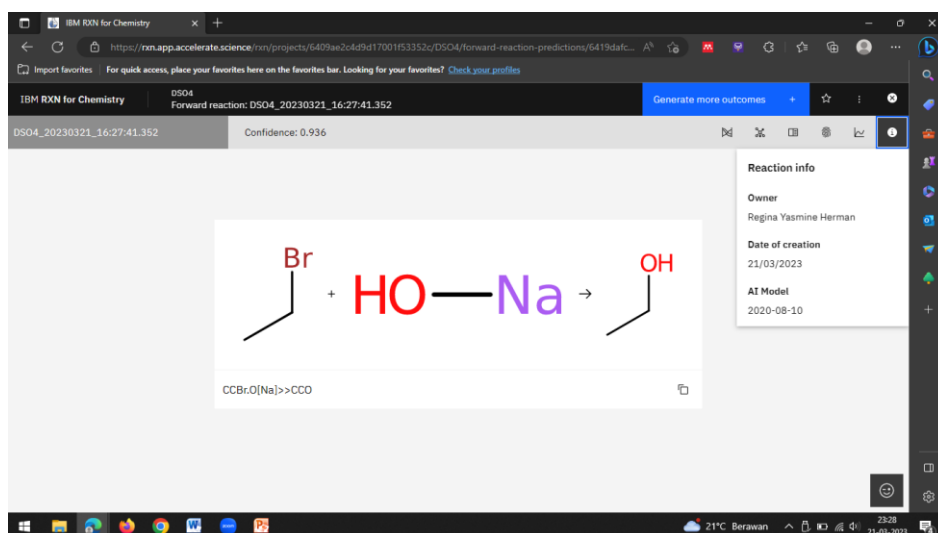 IBM RXN for Chemistry
https://rxn.app.accelerate.science/rxn/projects/6409ae2c4d9d17001f53352c/DSO4/forward-reaction-predictions/6419dafc...
Import favorites
For quick access, place your favorites here on the favorites bar. Looking for your favorites? Check your profiles
IBM RXN for Chemistry
DSO4
Forward reaction: DSO4_20230321_16:27:41.352
Generate more outcomes +
DSO4_20230321_16:27:41.352
Confidence: 0.936
Reaction info
Owner
Regina Yasmine Herman
Date of creation
21/03/2023
AI Model
2020-08-10
Br
+
HO
Na
→
OH
CCBr.O[Na]>>CCO
21°C Berawan
23:28
21-03-2023